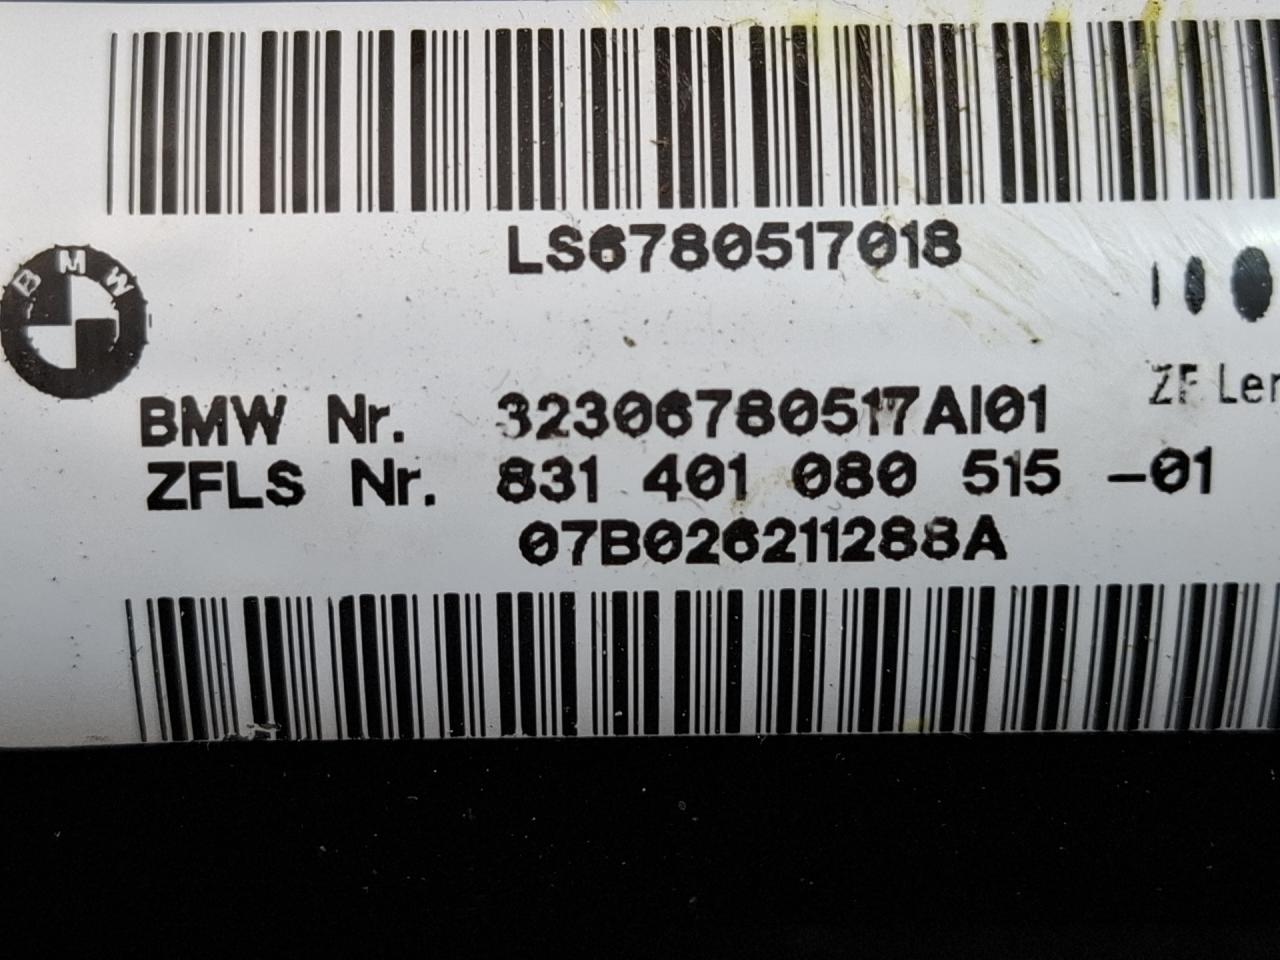 LS6780517018
BMW
BMW Nr. 32306780517AI01
ZF Len
ZFLS Nr. 831 401 080 515 -01
07B026211288A